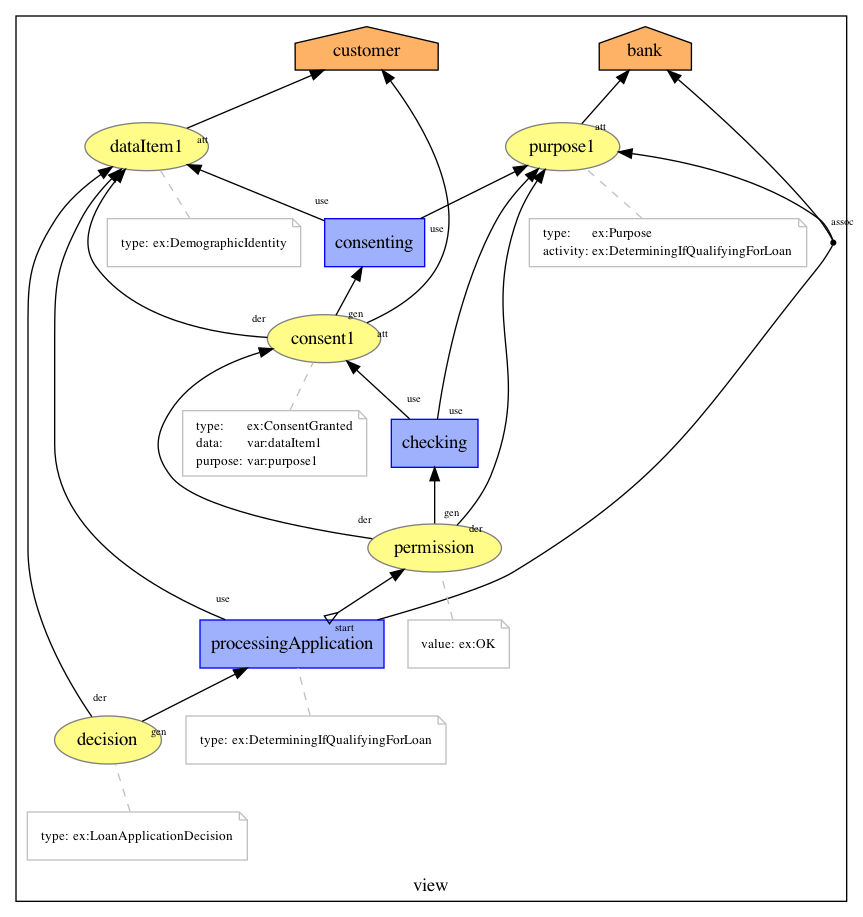 customer
bank
dataItem1
att
purpose1
att
use
type: ex:DemographicIdentity
consenting
use
type: ex:Purpose
activity: ex:DeterminingIfQualifyingForLoan
assoc
der
gen
consent1
att
use
use
type: ex:ConsentGranted
data: var:dataItem1
purpose: var:purpose1
checking
der
gen
der
permission
use
start
processingApplication
value: ex:OK
der
gen
decision
type: ex:DeterminingIfQualifyingForLoan
type: ex:LoanApplicationDecision
view